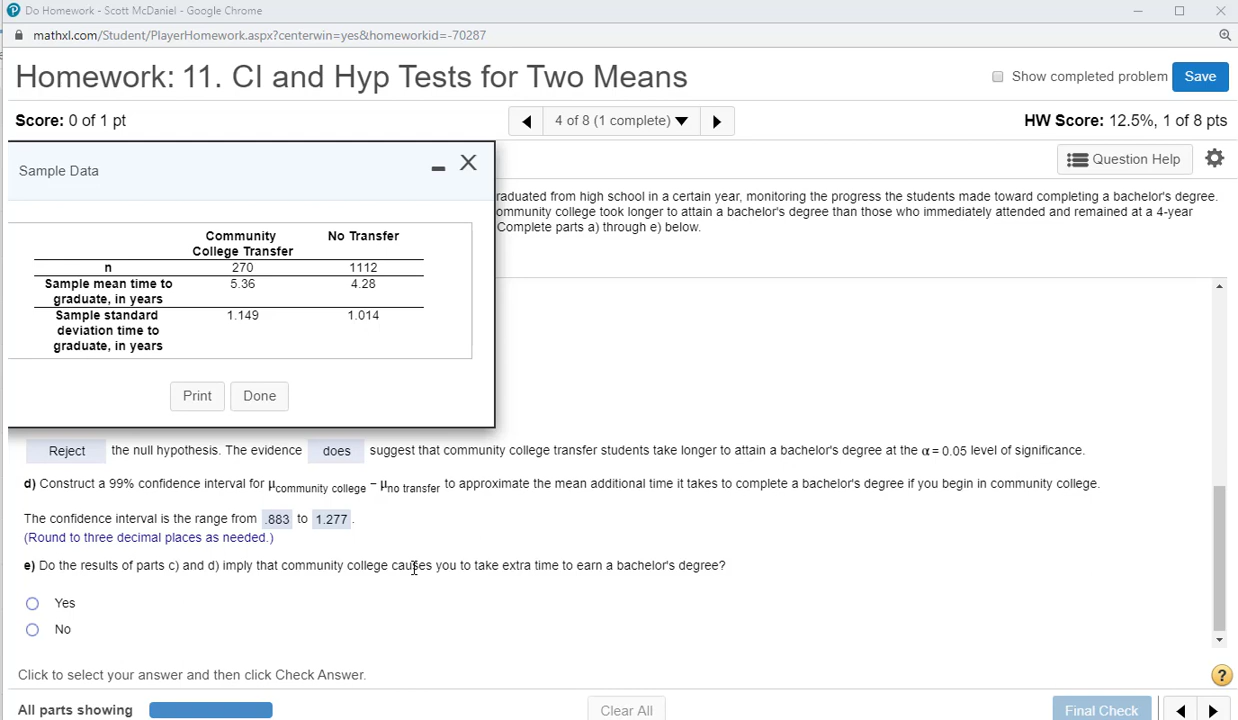 Do Homework - Scott McDaniel - Google Chrome
mathxl.com/Student/PlayerHomework.aspx?centerwin=yes&homeworkid=-70287
Homework: 11. CI and Hyp Tests for Two Means
Show completed problem
Save
Score: 0 of 1 pt
4 of 8 (1 complete)
HW Score: 12.5%, 1 of 8 pts
Question Help
Sample Data
raduated from high school in a certain year, monitoring the progress the students made toward completing a bachelor's degree.
ommunity college took longer to attain a bachelor's degree than those who immediately attended and remained at a 4-year
Complete parts a) through e) below.
Community No Transfer
College Transfer
n 270 1112
Sample mean time to 5.36 4.28
graduate, in years
Sample standard 1.149 1.014
deviation time to
graduate, in years
Print Done
Reject the null hypothesis. The evidence does suggest that community college transfer students take longer to attain a bachelor's degree at the α = 0.05 level of significance.
d) Construct a 99% confidence interval for μcommunity college − μno transfer to approximate the mean additional time it takes to complete a bachelor's degree if you begin in community college.
The confidence interval is the range from .883 to 1.277.
(Round to three decimal places as needed.)
e) Do the results of parts c) and d) imply that community college causes you to take extra time to earn a bachelor's degree?
Yes
No
Click to select your answer and then click Check Answer.
?
All parts showing
Clear All
Final Check